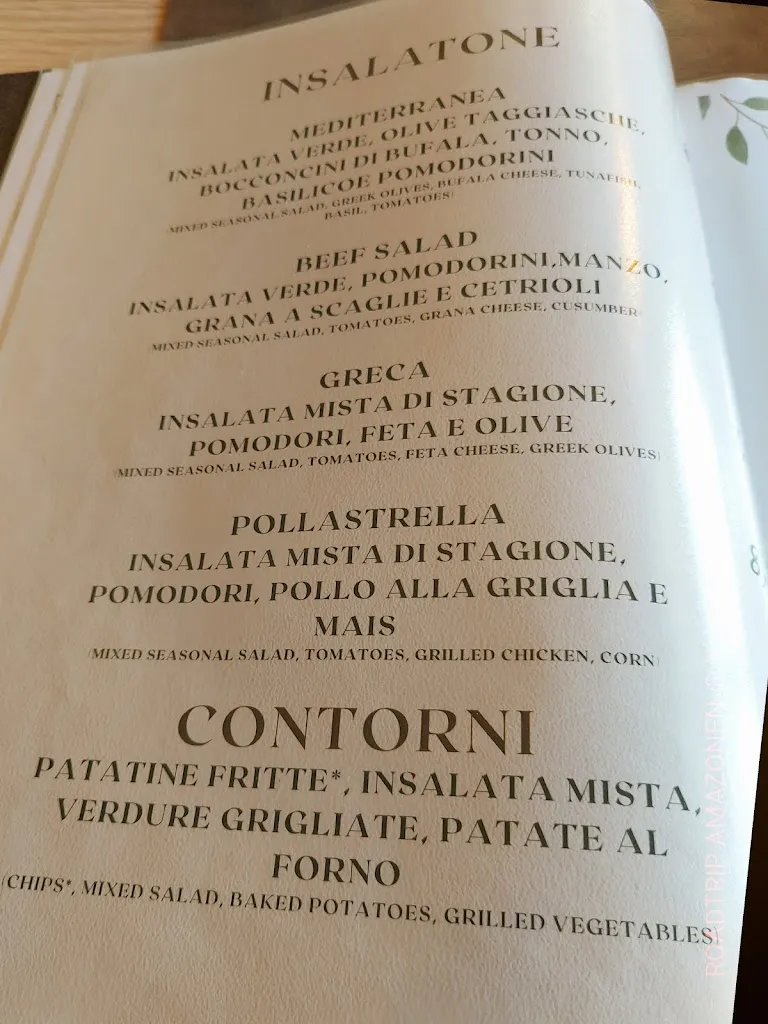 INSALATONE
MEDITERRANEA
INSALATA VERDE, OLIVE TAGGIASCHE,
BOCCONCINI DI BUFALA, TONNO,
BASILICOE POMODORINI
(MIXED SEASONAL SALAD, GREEK OLIVES, BUFALA CHEESE, TUNAFISH,
BASIL, TOMATOES)
BEEF SALAD
INSALATA VERDE, POMODORINI,MANZO,
GRANA A SCAGLIE E CETRIOLI
MIXED SEASONAL SALAD, TOMATOES, GRANA CHEESE, CUSUMBER)
GRECA
INSALATA MISTA DI STAGIONE,
POMODORI, FETA E OLIVE
(MIXED SEASONAL SALAD, TOMATOES, FETA CHEESE, GREEK OLIVES)
POLLASTRELLA
INSALATA MISTA DI STAGIONE,
POMODORI, POLLO ALLA GRIGLIA E
MAIS
(MIXED SEASONAL SALAD, TOMATOES, GRILLED CHICKEN, CORN)
CONTORNI
PATATINE FRITTE*, INSALATA MISTA,
VERDURE GRIGLIATE, PATATE AL
FORNO
(CHIPS*, MIXED SALAD, BAKED POTATOES, GRILLED VEGETABLES)
8
ROADTRIP AMAZONEN